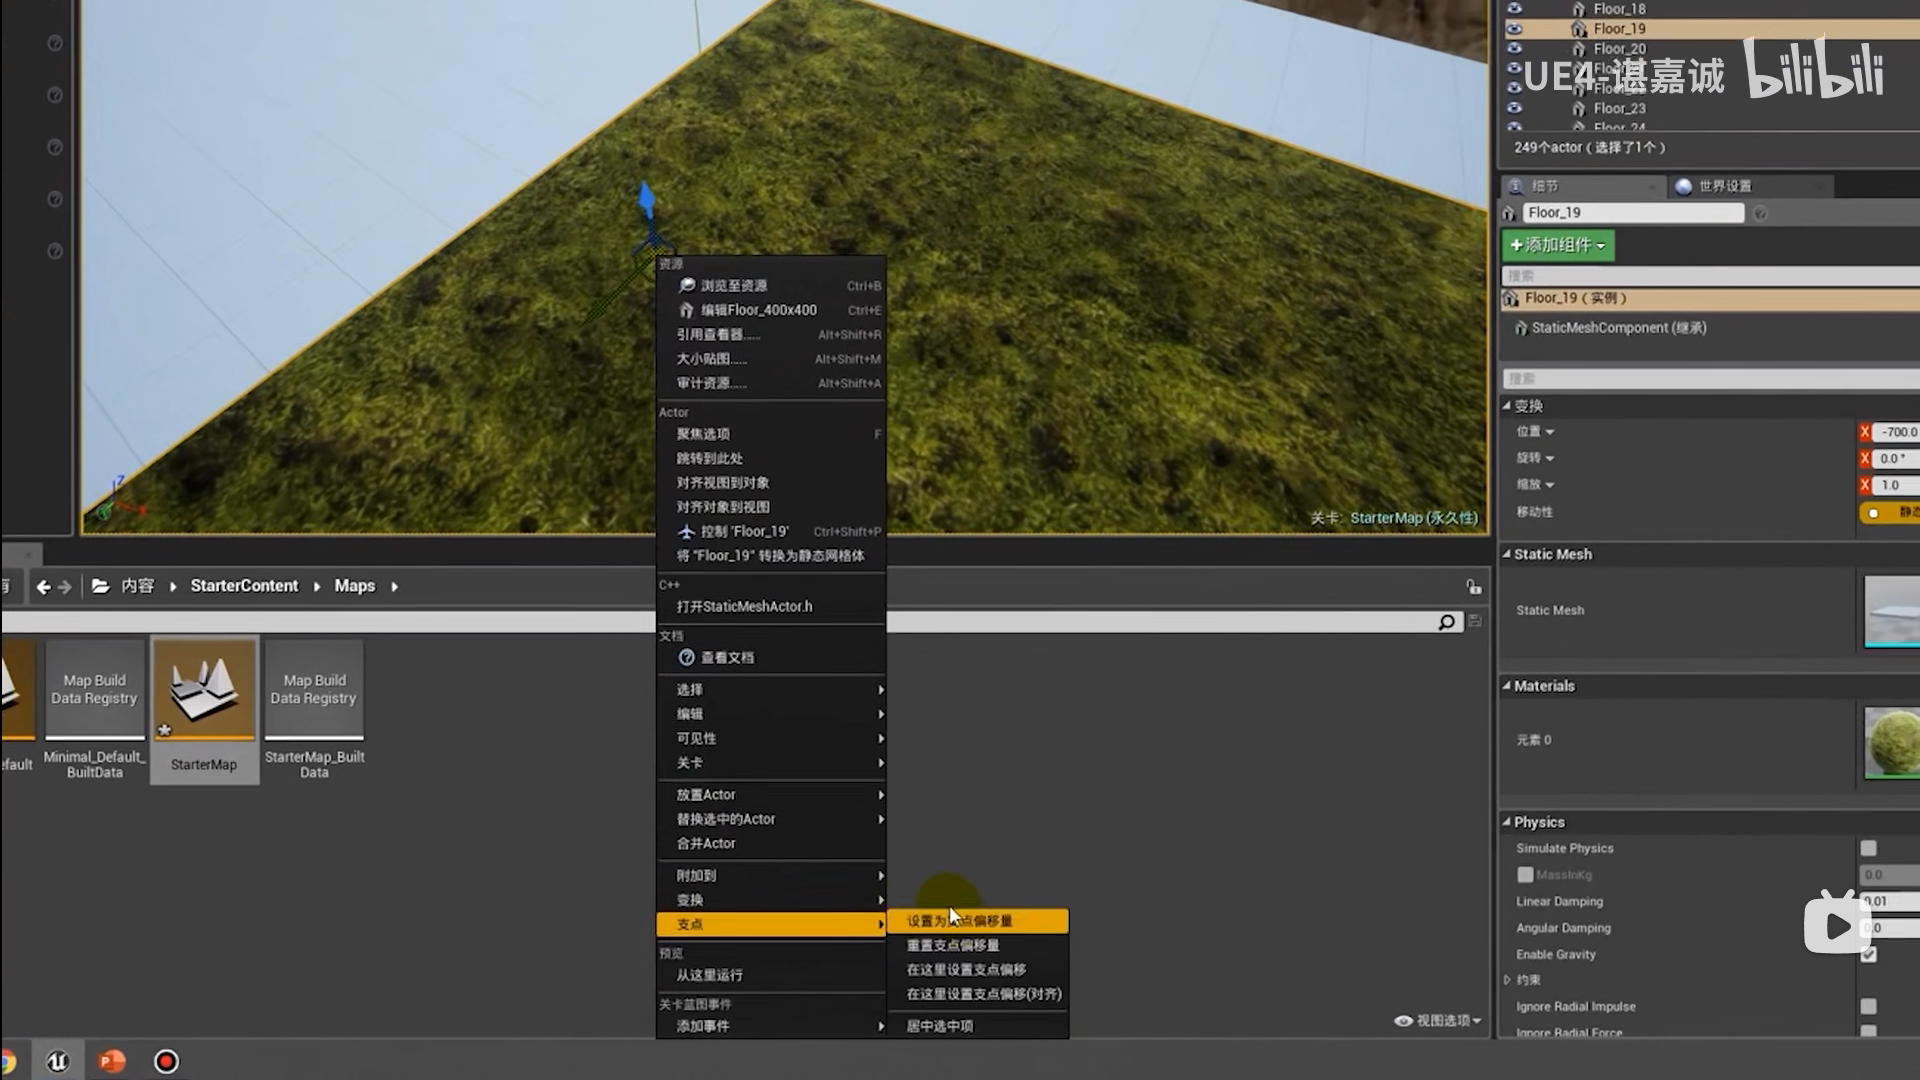 Floor_18
Floor_19
Floor_20
UE4-谌嘉诚 bilibili
Floor_23
Floor_24
249个actor（选择了1个）
细节
世界设置
Floor_19
添加组件
搜索
Floor_19（实例）
StaticMeshComponent (继承)
搜索
变换
位置
X
-700.0
旋转
X
0.0 °
缩放
X
1.0
移动性
静态
Static Mesh
Static Mesh
Materials
元素 0
Physics
Simulate Physics
MassInKg
0.0
Linear Damping
0.01
Angular Damping
0.0
Enable Gravity
约束
Ignore Radial Impulse
Ignore Radial Force
Z
关卡: StarterMap (永久性)
资源
浏览至资源 Ctrl+B
编辑Floor_400x400 Ctrl+E
引用查看器...... Alt+Shift+R
大小贴图...... Alt+Shift+M
审计资源...... Alt+Shift+A
Actor
聚焦选项 F
跳转到此处
对齐视图到对象
对齐对象到视图
控制 'Floor_19' Ctrl+Shift+P
将 "Floor_19" 转换为静态网格体
C++
打开StaticMeshActor.h
文档
查看文档
选择
编辑
可见性
关卡
放置Actor
替换选中的Actor
合并Actor
附加到
变换
支点
预览
从这里运行
关卡蓝图事件
添加事件
设置为支点偏移量
重置支点偏移量
在这里设置支点偏移
在这里设置支点偏移(对齐)
居中选中项
内容
StarterContent
Maps
efault
Map Build
Data Registry
Minimal_Default_
BuiltData
StarterMap
Map Build
Data Registry
StarterMap_Built
Data
视图选项